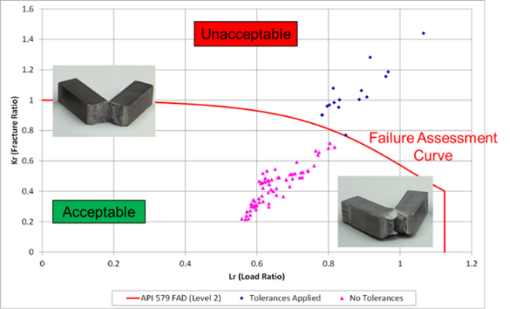 1.6
1.4
1.2
1
0.8
0.6
0.4
0.2
0
Kr (Fracture Ratio)
Unacceptable
Failure Assessment
Curve
Acceptable
0 0.2 0.4 0.6 0.8 1 1.2
Lr (Load Ratio)
API 579 FAD (Level 2) Tolerances Applied No Tolerances